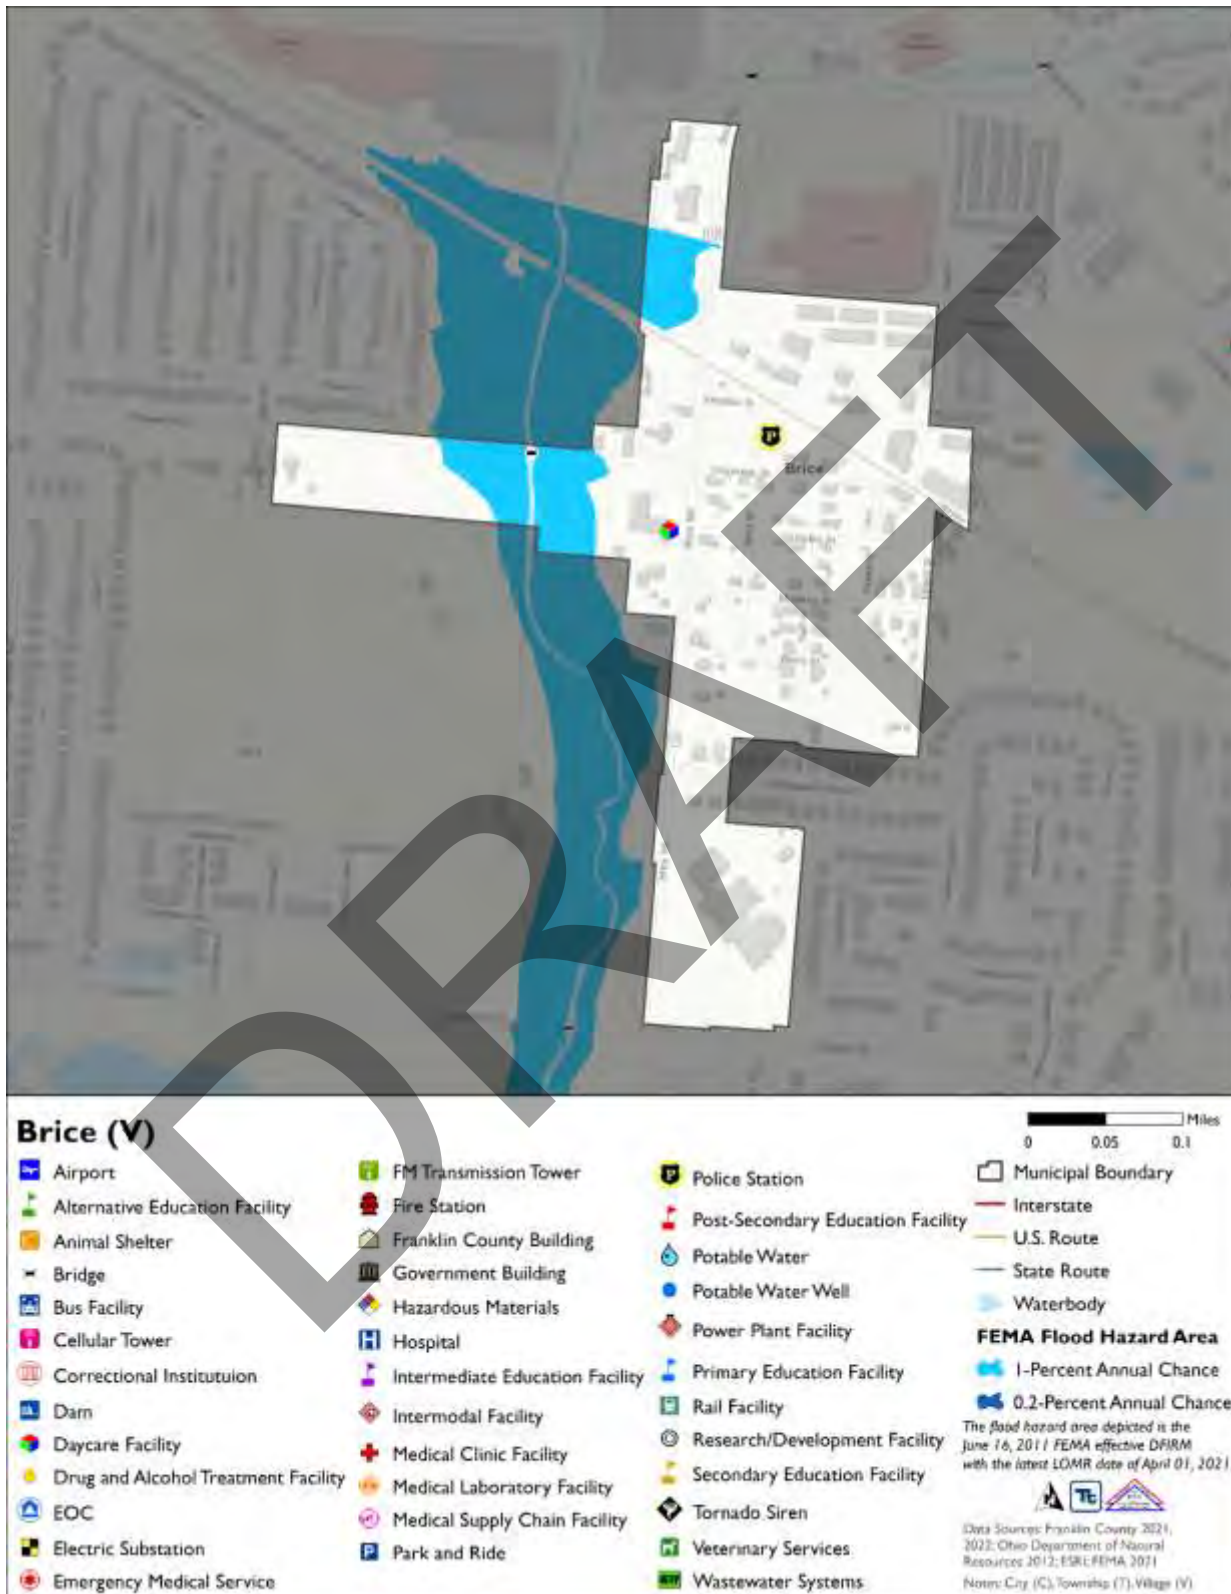 Brice
DRAFT
Brice (V)
Airport
Alternative Education Facility
Animal Shelter
Bridge
Bus Facility
Cellular Tower
Correctional Instituion
Dam
Daycare Facility
Drug and Alcohol Treatment Facility
EOC
Electric Substation
Emergency Medical Service
FM Transmission Tower
Fire Station
Franklin County Building
Government Building
Hazardous Materials
Hospital
Intermediate Education Facility
Intermodal Facility
Medical Clinic Facility
Medical Laboratory Facility
Medical Supply Chain Facility
Park and Ride
Police Station
Post-Secondary Education Facility
Potable Water
Potable Water Well
Power Plant Facility
Primary Education Facility
Rail Facility
Research/Development Facility
Secondary Education Facility
Tornado Siren
Veterinary Services
Wastewater Systems
Miles
0 0.05 0.1
Municipal Boundary
Interstate
U.S. Route
State Route
Waterbody
FEMA Flood Hazard Area
1-Percent Annual Chance
0.2-Percent Annual Chance
The flood hazard area depicted is the
June 16, 2011 FEMA effective DFIRM
with the latest LOMR date of April 01, 2021
Data Sources: Franklin County 2021,
2022; Ohio Department of Natural
Resources 2012; ESRI; FEMA 2021
Notes: City (C), Township (T), Village (V)